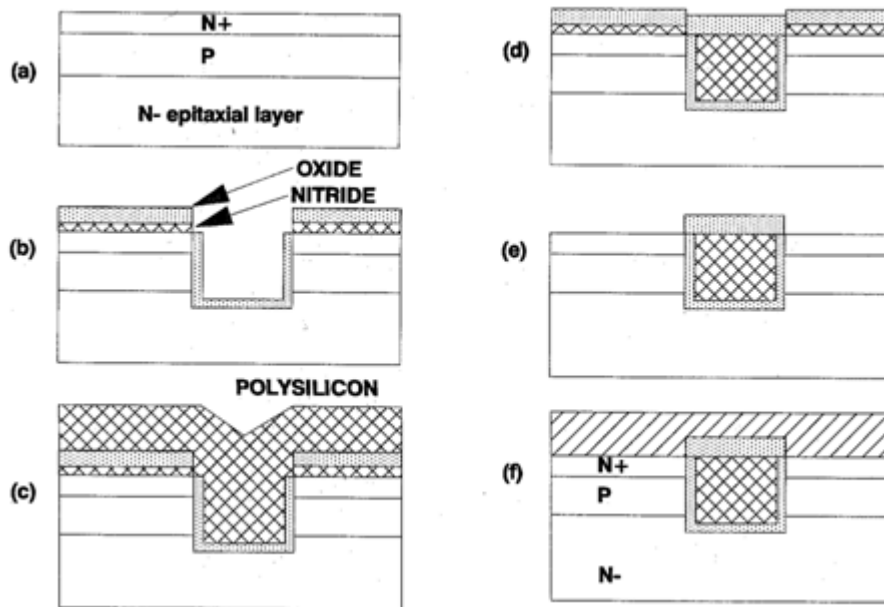 (a)
N+
P
N- epitaxial layer
(b)
OXIDE
NITRIDE
(c)
POLYSILICON
(d)
(e)
(f)
N+
P
N-